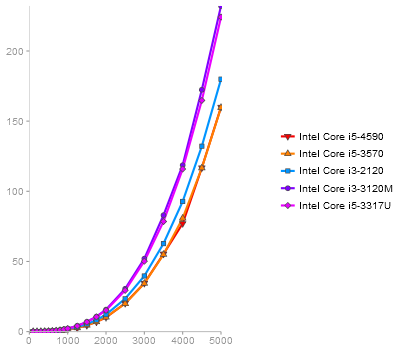 200
150
100
50
0
0 1000 2000 3000 4000 5000
Intel Core i5-4590
Intel Core i5-3570
Intel Core i3-2120
Intel Core i3-3120M
Intel Core i5-3317U